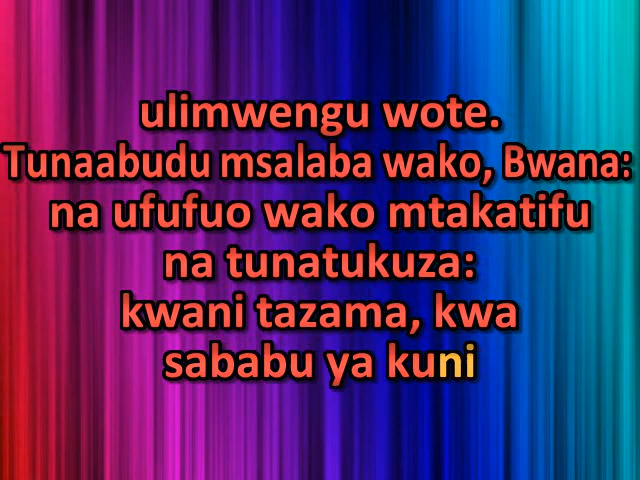 ulimwengu wote.
Tunaabudu msalaba wako, Bwana:
na ufufuo wako mtakatifu
na tunatukuza:
kwani tazama, kwa
sababu ya kuni